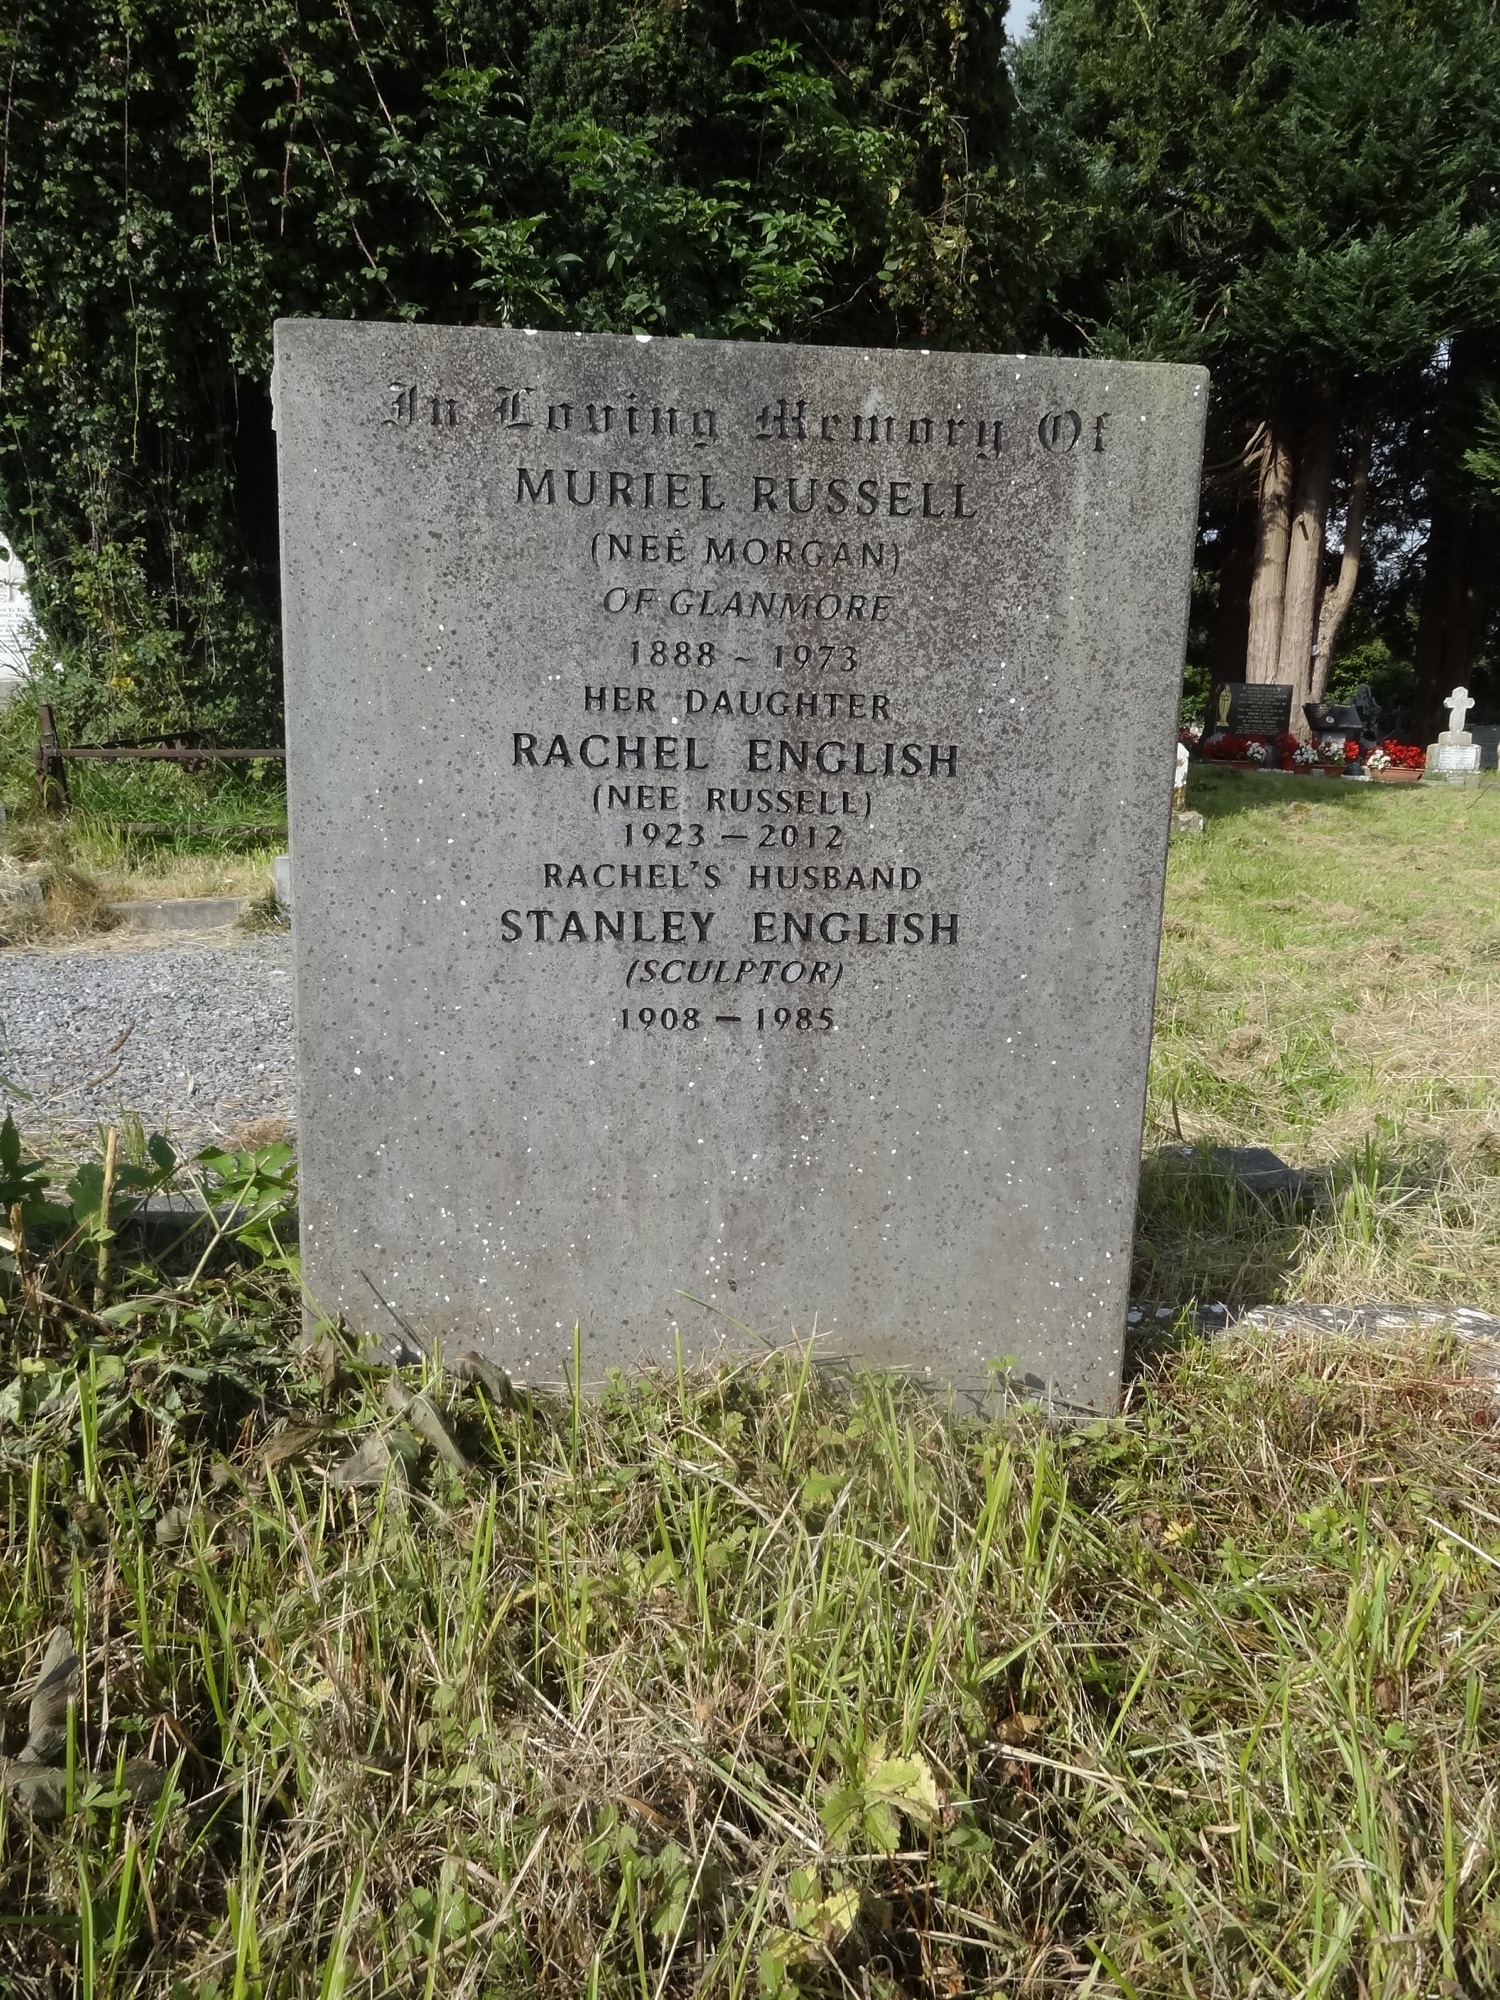 In Loving Memory Of
MURIEL RUSSELL
(NEÉ MORGAN)
OF GLANMORE
1888 ~ 1973
HER DAUGHTER
RACHEL ENGLISH
(NEE RUSSELL)
1923 – 2012
RACHEL'S HUSBAND
STANLEY ENGLISH
(SCULPTOR)
1908 – 1985